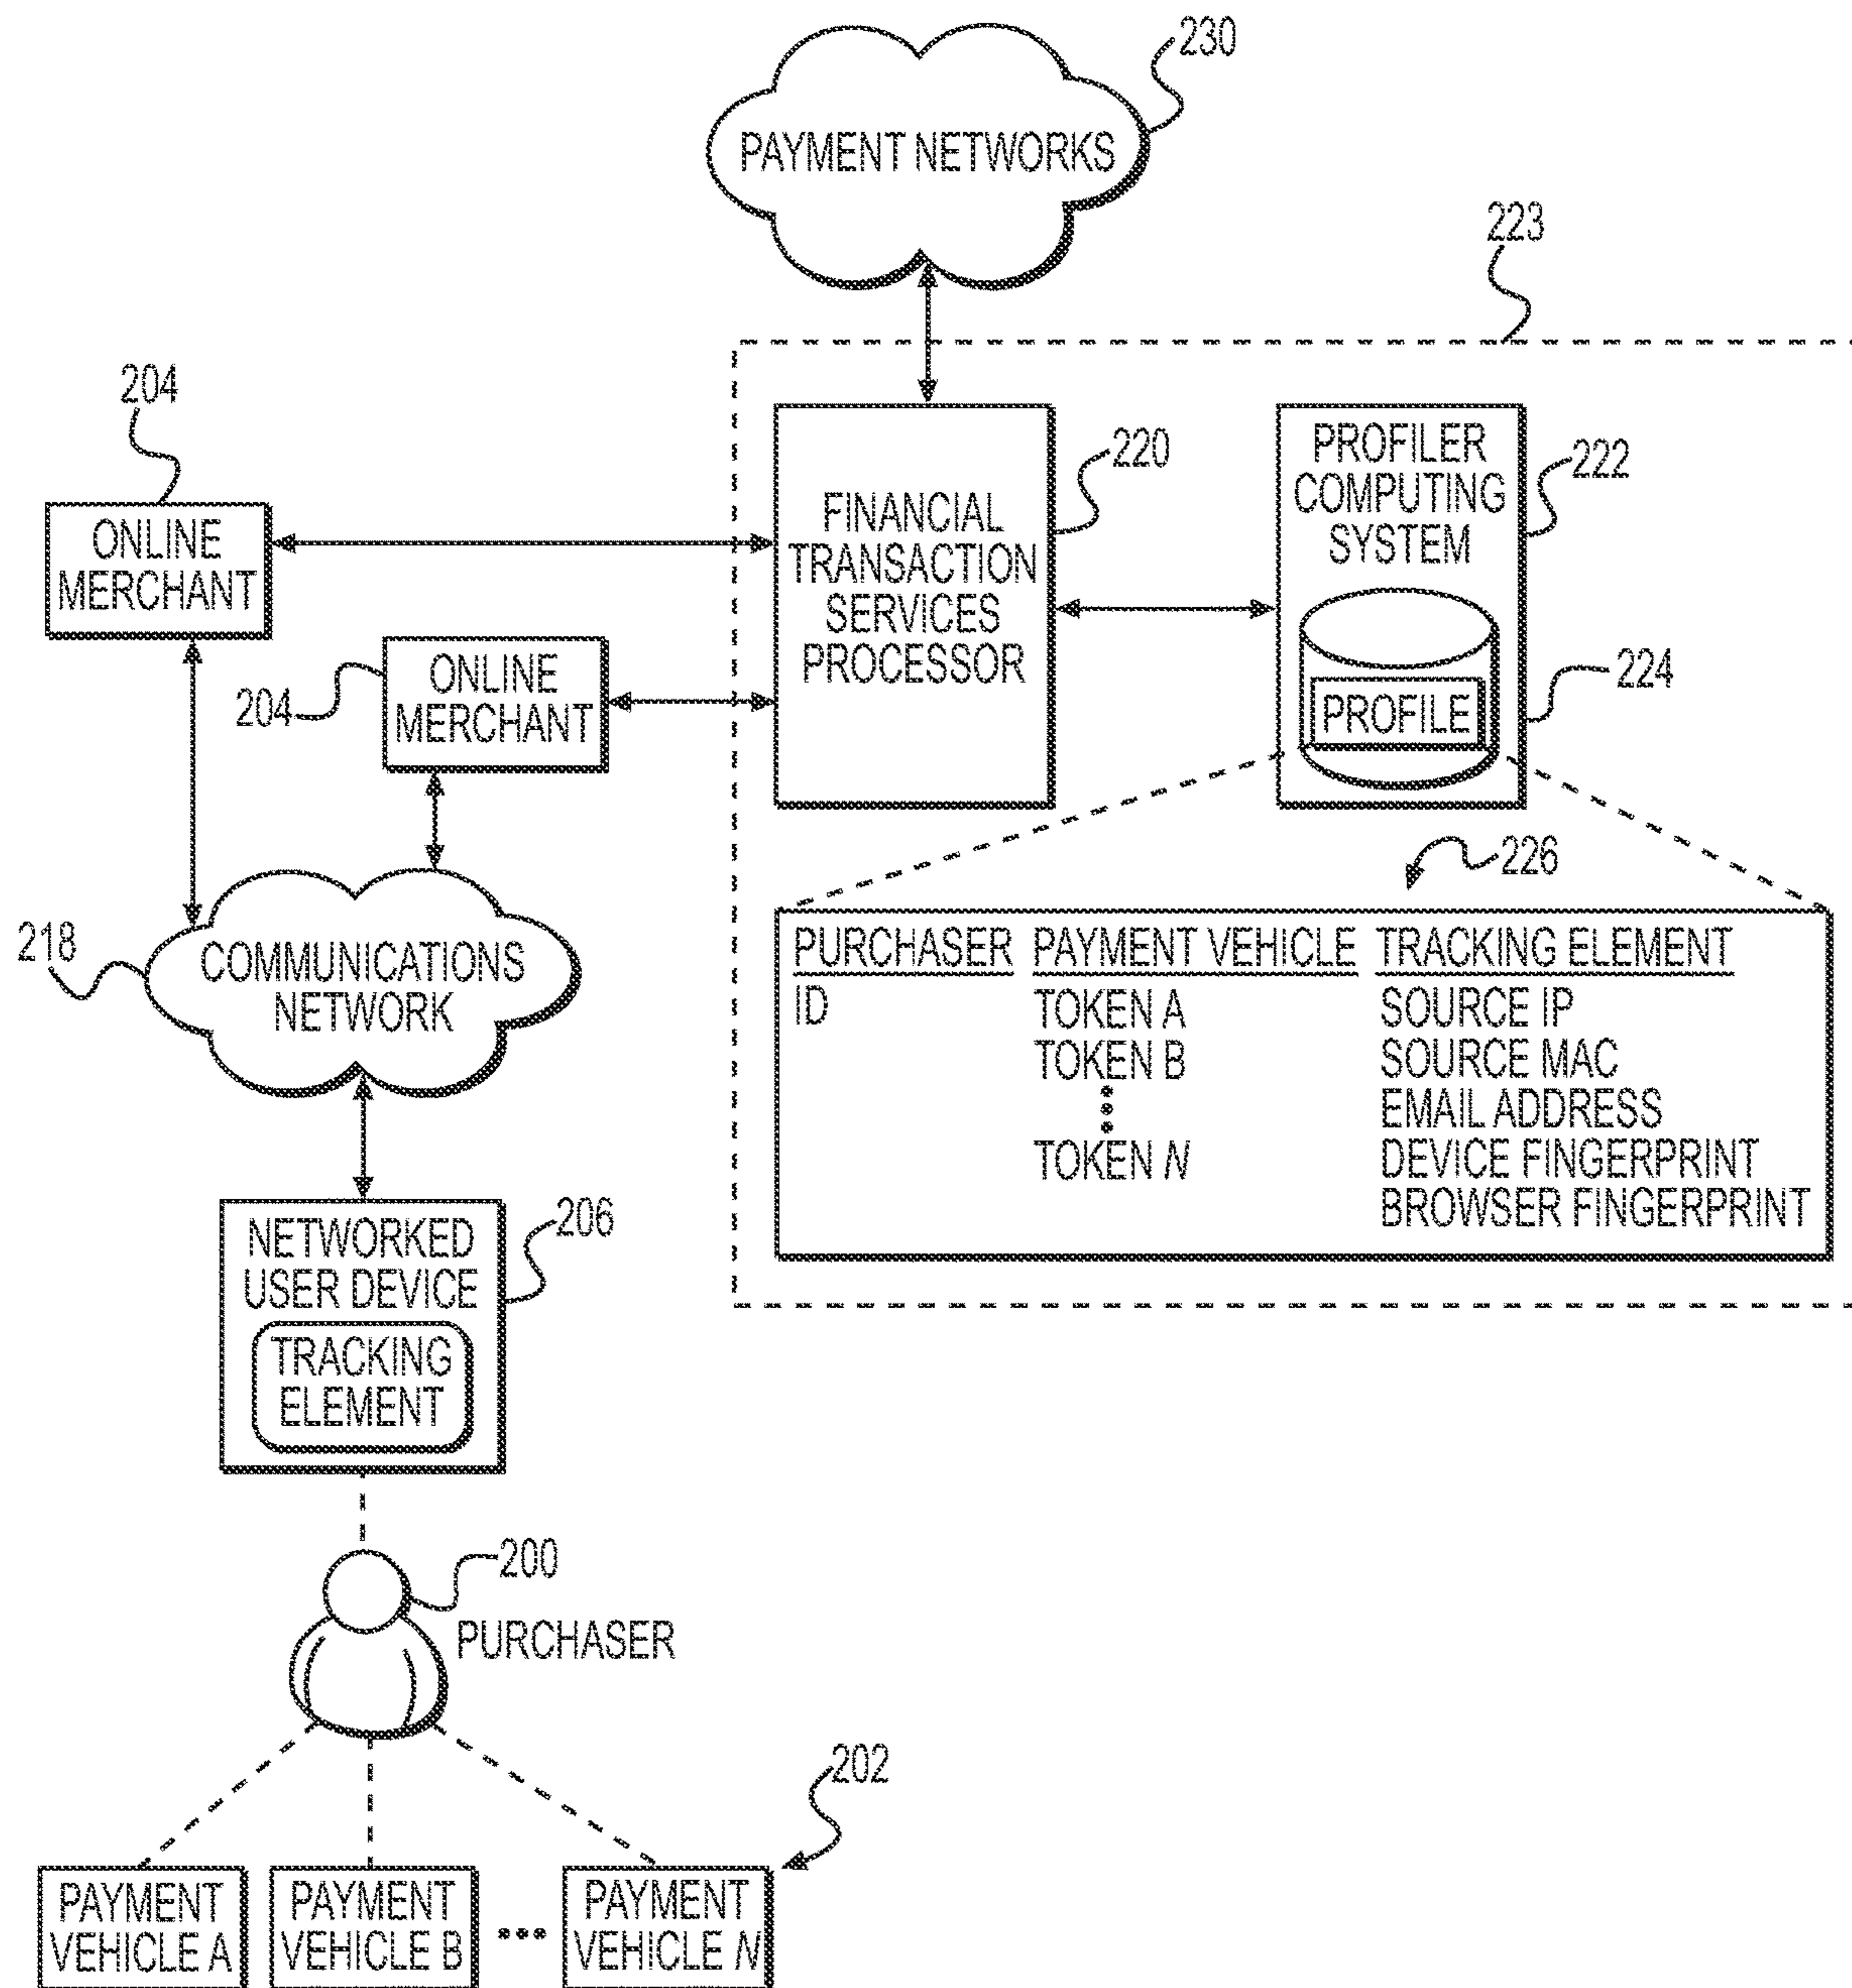 230
PAYMENT NETWORKS
223
204
ONLINE
MERCHANT
FINANCIAL
TRANSACTION
SERVICES
PROCESSOR
220
PROFILER
COMPUTING
SYSTEM
222
PROFILE
224
204
ONLINE
MERCHANT
226
218
COMMUNICATIONS
NETWORK
PURCHASER PAYMENT VEHICLE TRACKING ELEMENT
ID TOKEN A SOURCE IP
TOKEN B SOURCE MAC
EMAIL ADDRESS
TOKEN N DEVICE FINGERPRINT
BROWSER FINGERPRINT
NETWORKED
USER DEVICE
206
TRACKING
ELEMENT
200
PURCHASER
202
PAYMENT
VEHICLE A
PAYMENT
VEHICLE B
•••
PAYMENT
VEHICLE N